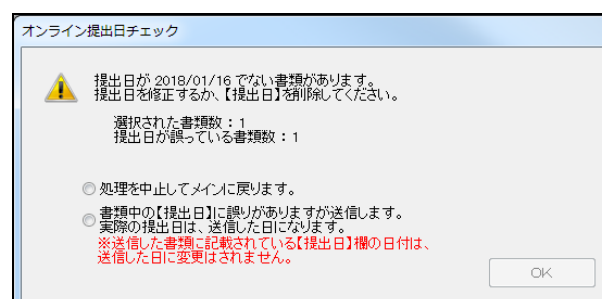 オンライン提出日チェック
提出日が 2018/01/16 でない書類があります。
提出日を修正するか、【提出日】を削除してください。
選択された書類数：1
提出日が誤っている書類数：1
処理を中止してメインに戻ります。
書類中の【提出日】に誤りがありますが送信します。
実際の提出日は、送信した日になります。
※送信した書類に記載されている【提出日】欄の日付は、
送信した日に変更はされません。
OK